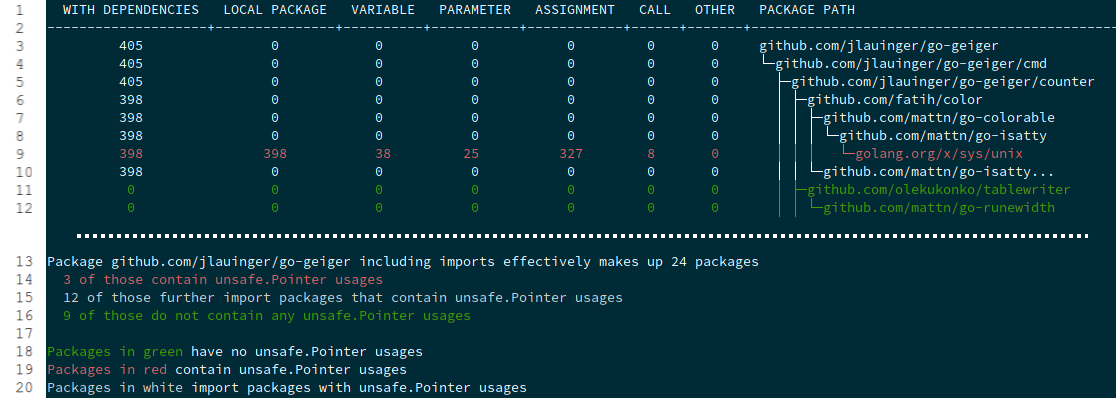 1 WITH DEPENDENCIES LOCAL PACKAGE VARIABLE PARAMETER ASSIGNMENT CALL OTHER PACKAGE PATH
2 --------------------+---------------+----------+-----------+------------+------+-------+--------------------------------------------
3 405 0 0 0 0 0 0 github.com/jlauinger/go-geiger
4 405 0 0 0 0 0 0 └─github.com/jlauinger/go-geiger/cmd
5 405 0 0 0 0 0 0 ├─github.com/jlauinger/go-geiger/counter
6 398 0 0 0 0 0 0 │ ├─github.com/fatih/color
7 398 0 0 0 0 0 0 │ │ ├─github.com/mattn/go-colorable
8 398 0 0 0 0 0 0 │ │ │ └─github.com/mattn/go-isatty
9 398 398 38 25 327 8 0 │ │ │ └─golang.org/x/sys/unix
10 398 0 0 0 0 0 0 │ │ └─github.com/mattn/go-isatty...
11 0 0 0 0 0 0 0 │ ├─github.com/olekukonko/tablewriter
12 0 0 0 0 0 0 0 │ │ └─github.com/mattn/go-runewidth
13 Package github.com/jlauinger/go-geiger including imports effectively makes up 24 packages
14 3 of those contain unsafe.Pointer usages
15 12 of those further import packages that contain unsafe.Pointer usages
16 9 of those do not contain any unsafe.Pointer usages
17
18 Packages in green have no unsafe.Pointer usages
19 Packages in red contain unsafe.Pointer usages
20 Packages in white import packages with unsafe.Pointer usages